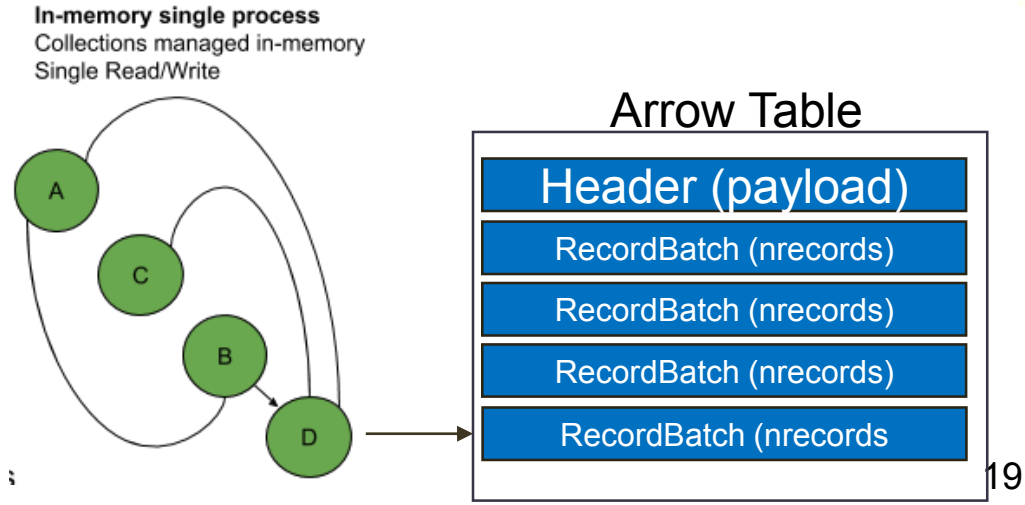 In-memory single process
Collections managed in-memory
Single Read/Write
A
C
B
D
Arrow Table
Header (payload)
RecordBatch (nrecords)
RecordBatch (nrecords)
RecordBatch (nrecords)
RecordBatch (nrecords
19